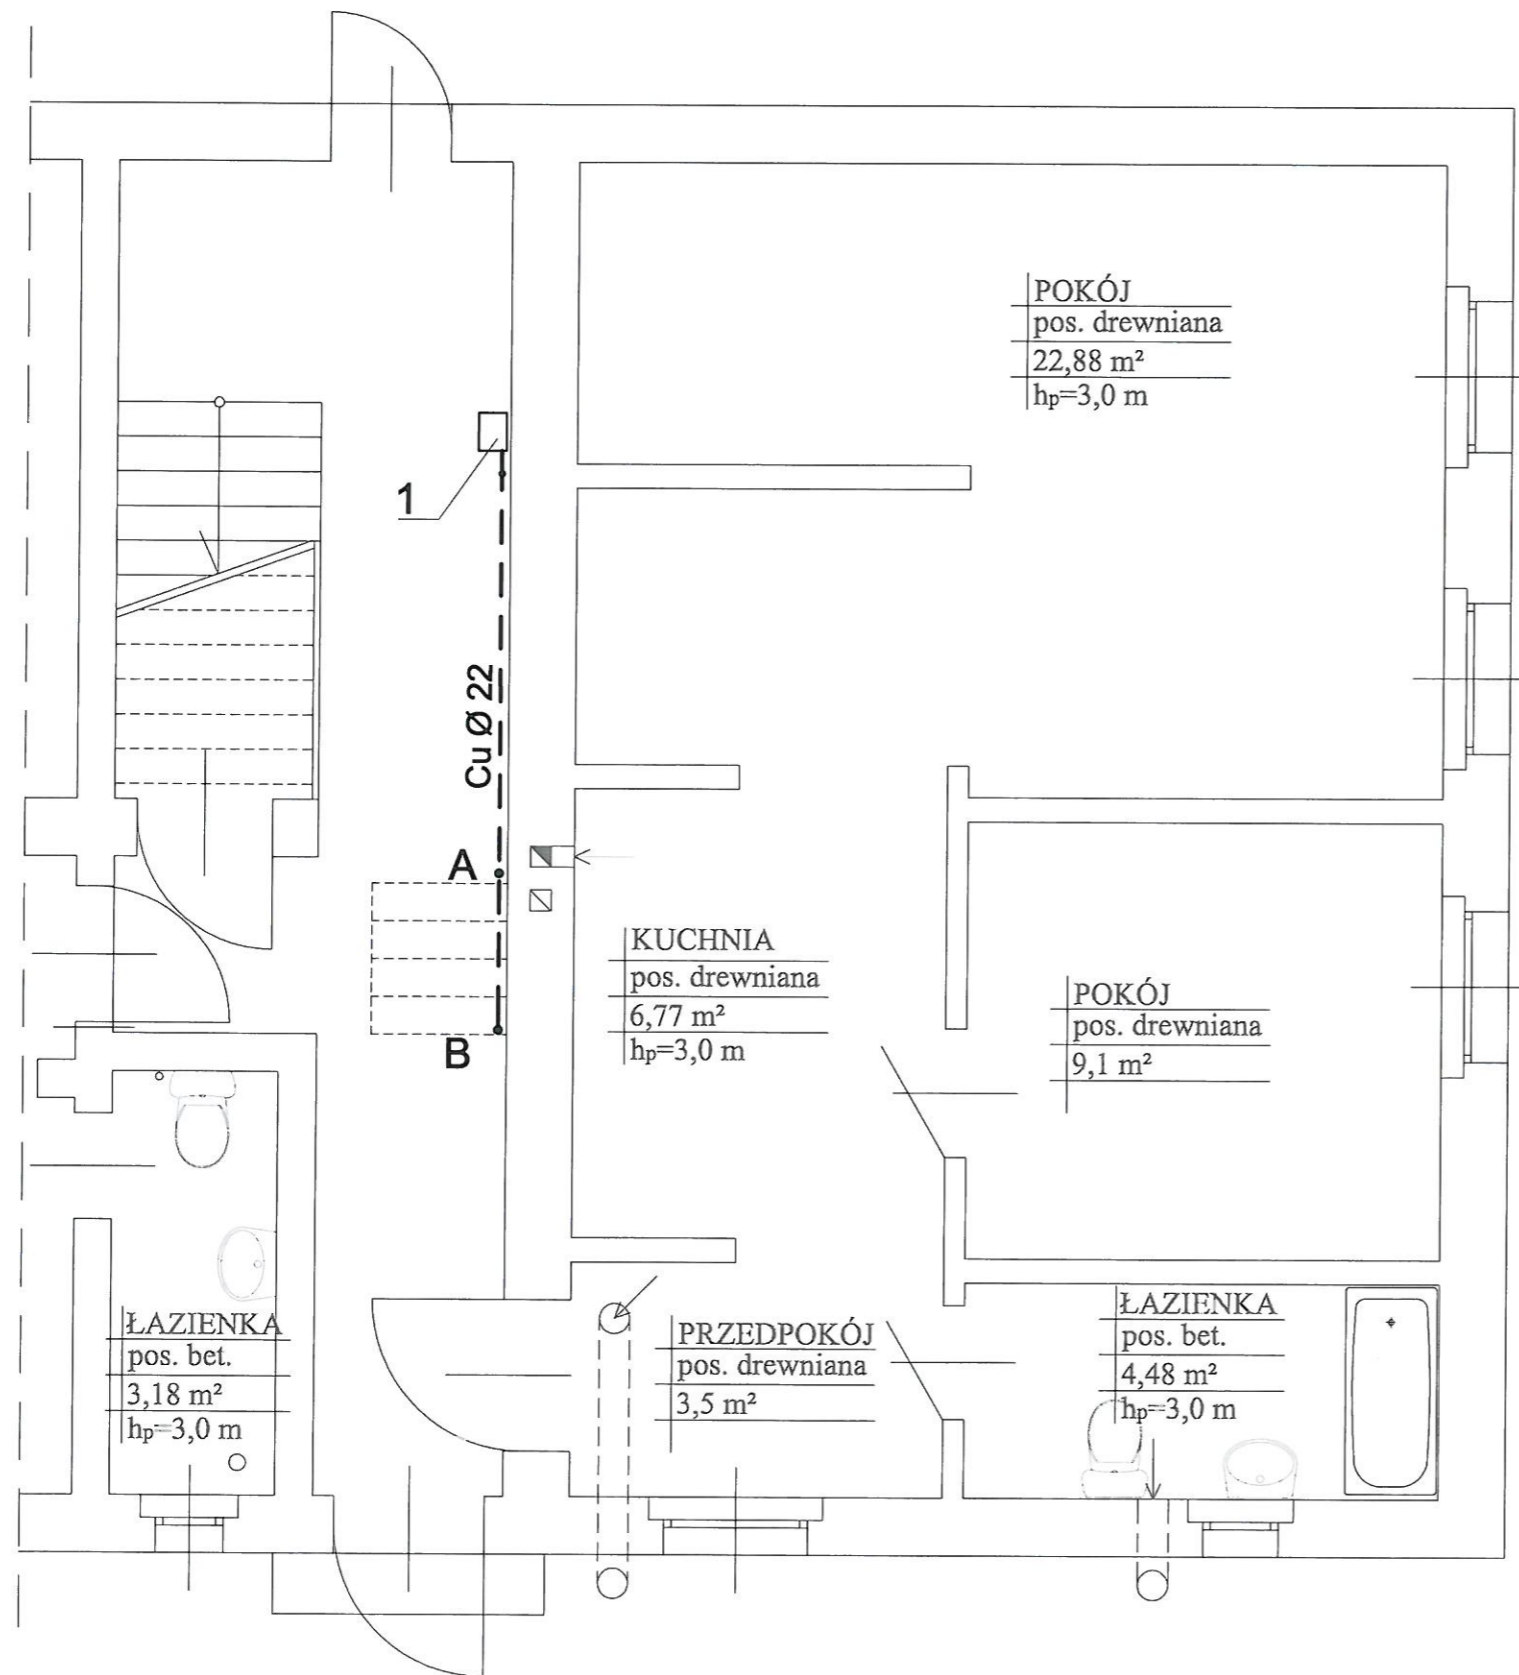 POKÓJ
pos. drewniana
22,88 m²
hp=3,0 m
1
Cu Ø 22
A
B
KUCHNIA
pos. drewniana
6,77 m²
hp=3,0 m
POKÓJ
pos. drewniana
9,1 m²
ŁAZIENKA
pos. bet.
3,18 m²
hp=3,0 m
PRZEDPOKÓJ
pos. drewniana
3,5 m²
ŁAZIENKA
pos. bet.
4,48 m²
hp=3,0 m